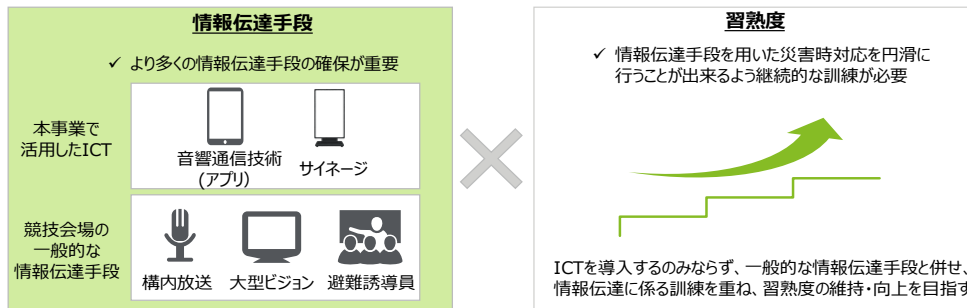 情報伝達手段
✓ より多くの情報伝達手段の確保が重要
本事業で
活用したICT
音響通信技術
(アプリ)
サイネージ
競技会場の
一般的な
情報伝達手段
構内放送
大型ビジョン
避難誘導員
習熟度
✓ 情報伝達手段を用いた災害時対応を円滑に
行うことが出来るよう継続的な訓練が必要
ICTを導入するのみならず、一般的な情報伝達手段と併せ、
情報伝達に係る訓練を重ね、習熟度の維持・向上を目指す